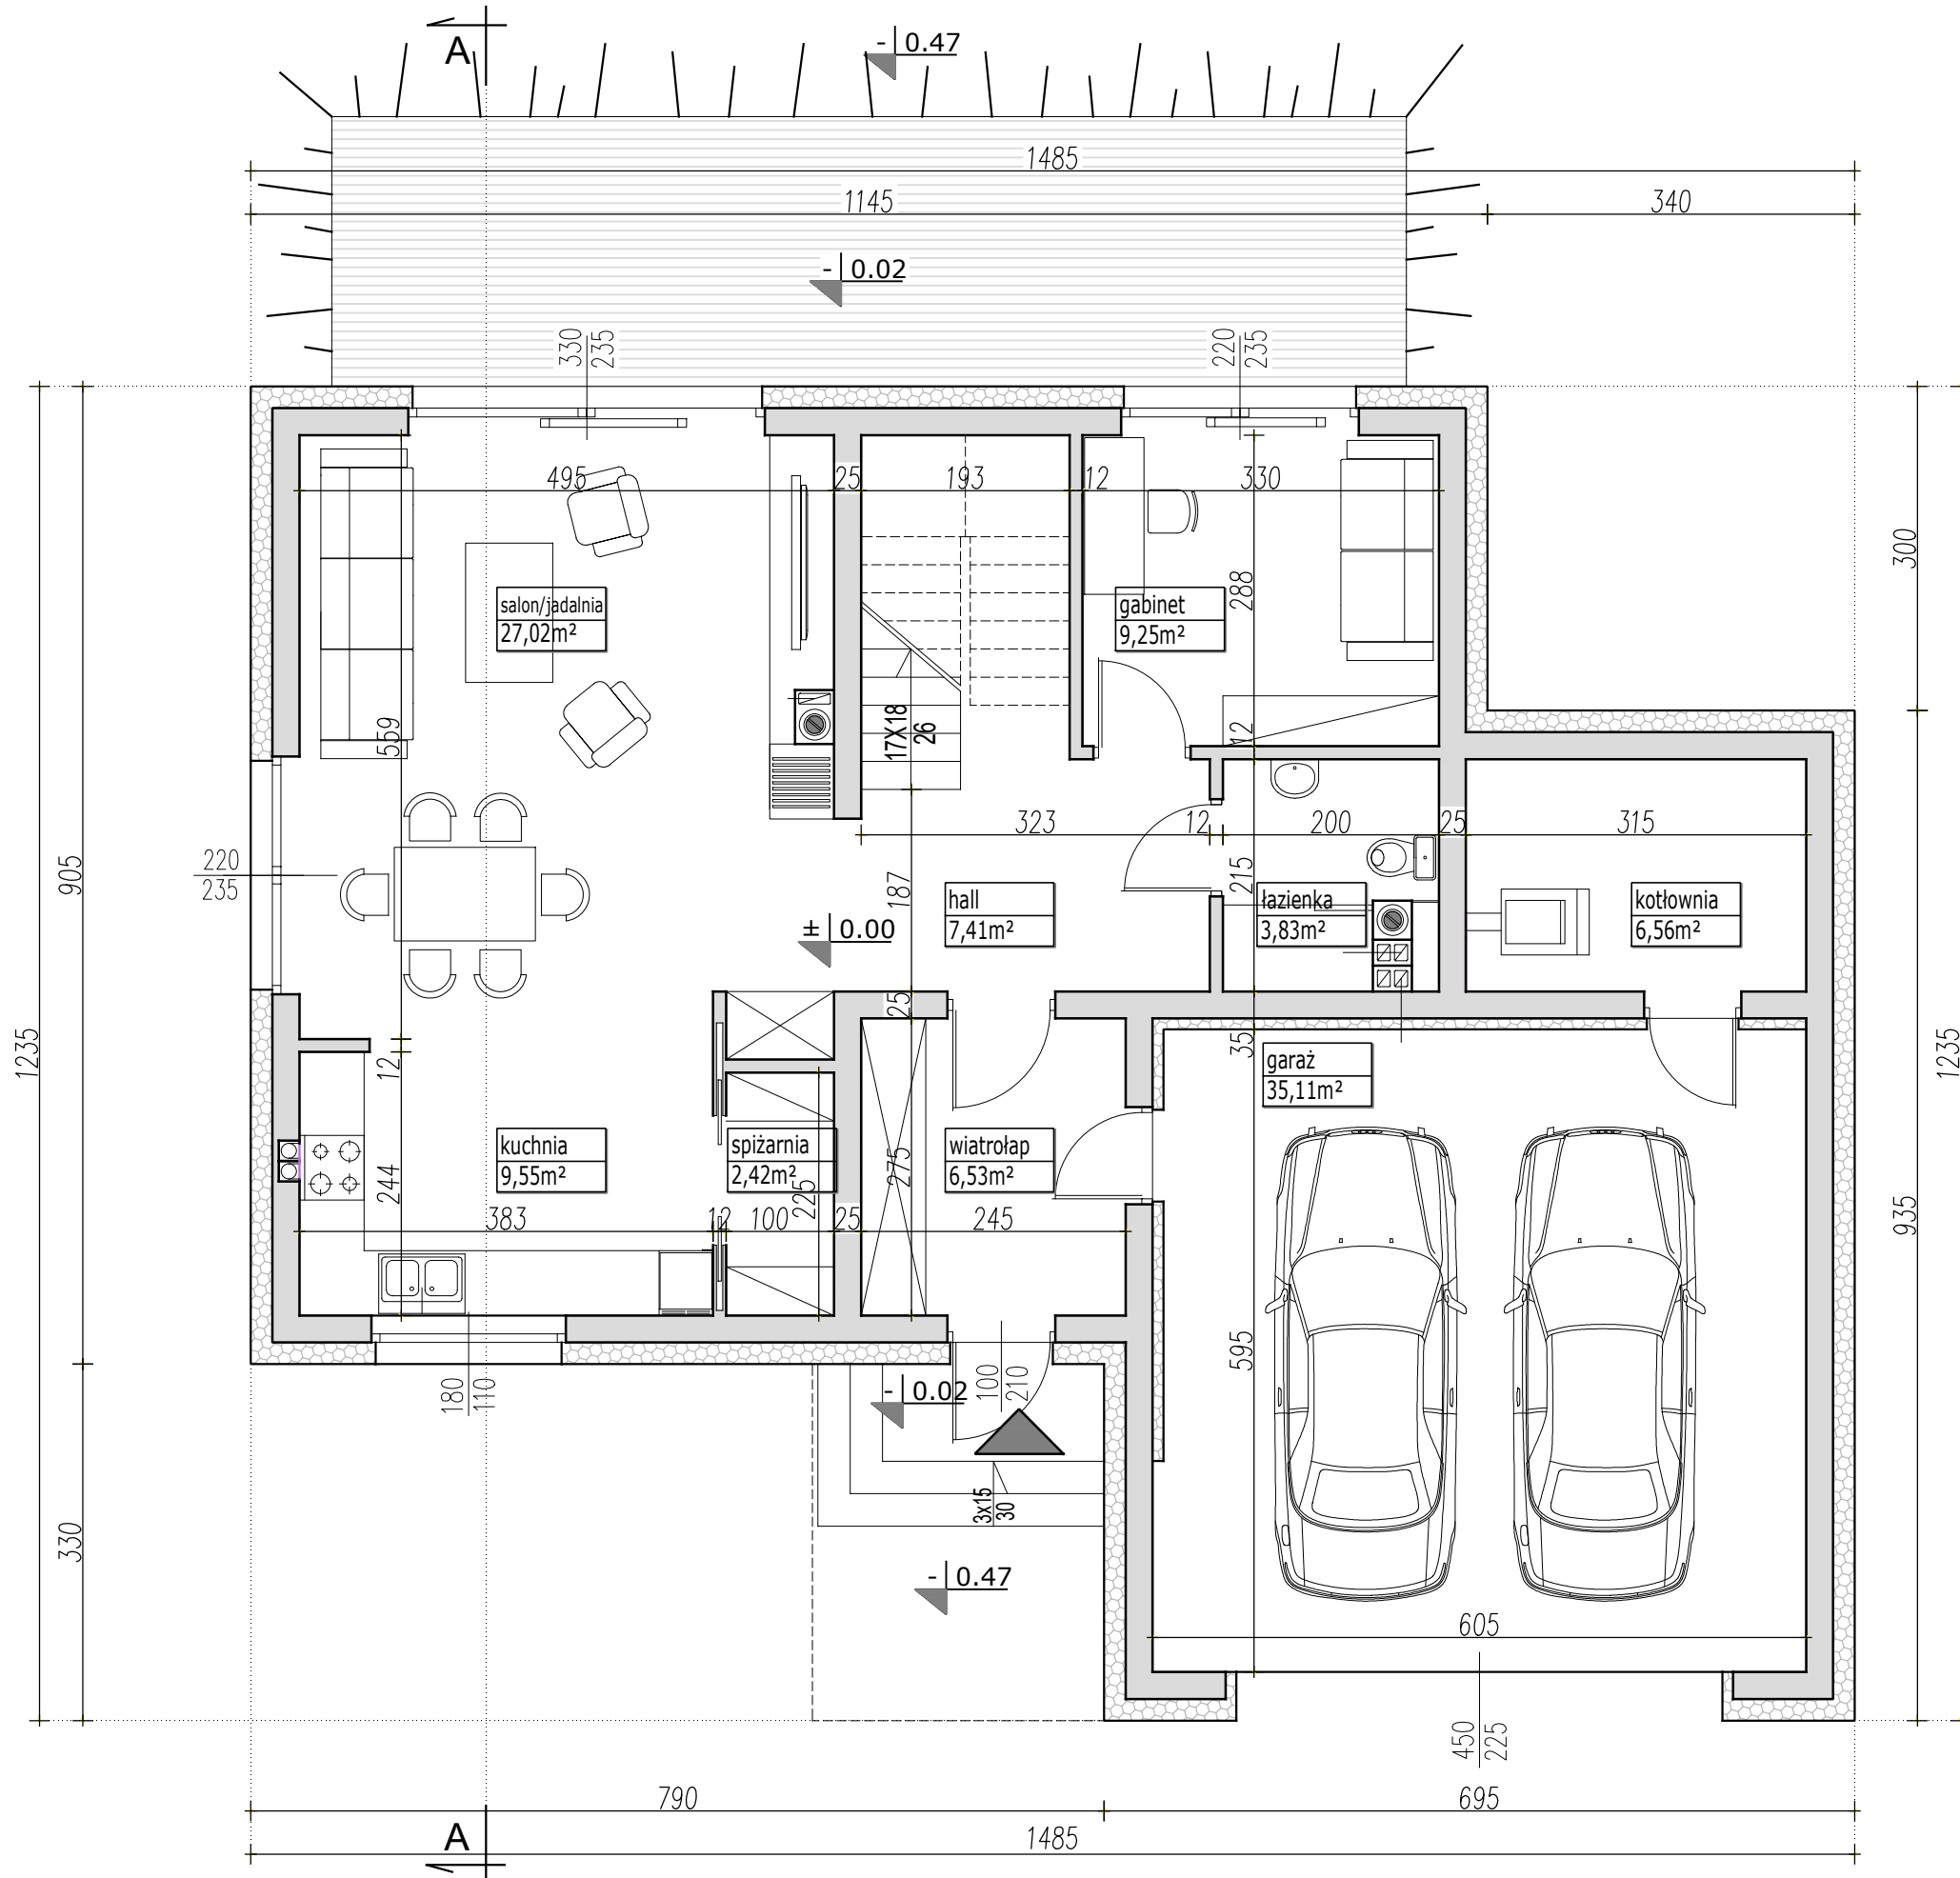 A
- 0.47
1485
1145
340
- 0.02
330
235
220
235
495
25
193
12
330
300
288
salon/jadalnia
27,02m²
gabinet
9,25m²
559
17X18
26
12
323
12
200
25
315
220
235
905
187
215
hall
7,41m²
łazienka
3,83m²
kotłownia
6,56m²
± 0.00
25
35
1235
1235
12
garaż
35,11m²
kuchnia
9,55m²
spiżarnia
2,42m²
wiatrołap
6,53m²
244
225
275
383
12
100
25
245
935
595
180
110
- 0.02
100
210
3x15
30
330
- 0.47
605
450
225
790
695
A
1485